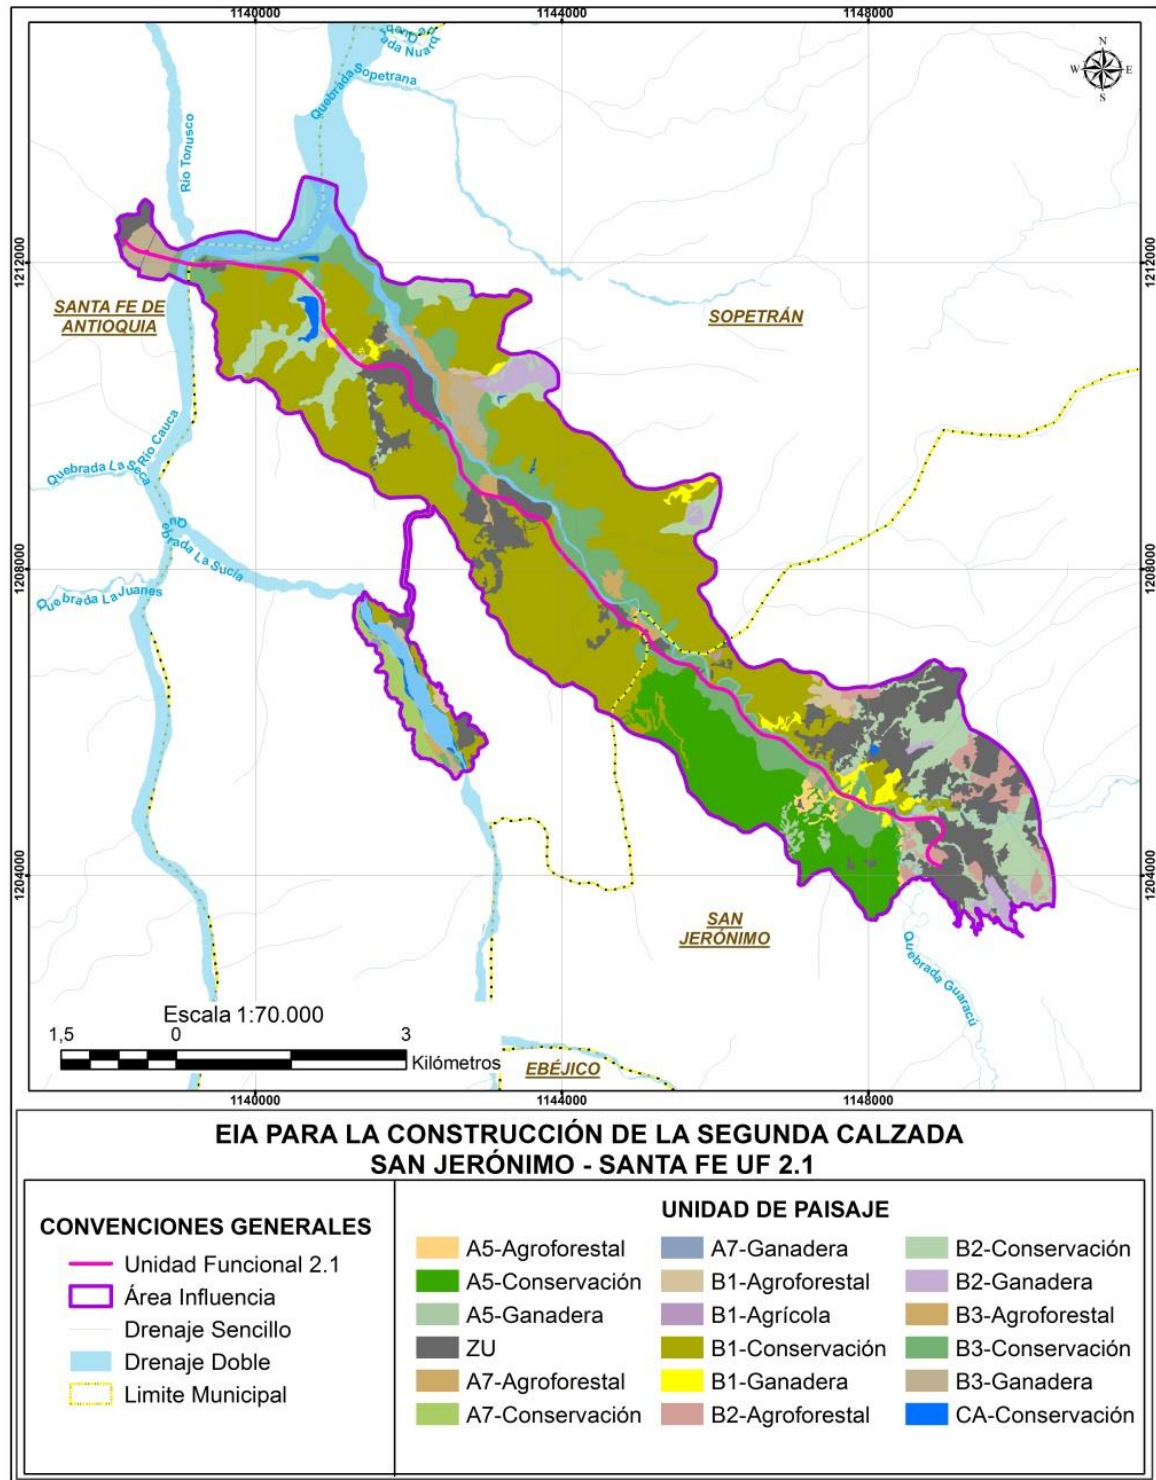 1140000
1144000
1148000
Quebrada Nuarq
Quebrada Sopetrana
N
W
E
S
Río Tonusco
1212000
1212000
SANTA FE DE
ANTIOQUIA
SOPETRÁN
Río Cauca
Quebrada La Seca
Quebrada La Sucia
1208000
1208000
Quebrada La Juanes
1204000
1204000
SAN
JERÓNIMO
Quebrada Guaracú
Escala 1:70.000
1,5
0
3
Kilómetros
EBÉJICO
1140000
1144000
1148000
EIA PARA LA CONSTRUCCIÓN DE LA SEGUNDA CALZADA
SAN JERÓNIMO - SANTA FE UF 2.1
CONVENCIONES GENERALES
Unidad Funcional 2.1
Área Influencia
Drenaje Sencillo
Drenaje Doble
Limite Municipal
UNIDAD DE PAISAJE
A5-Agroforestal
A5-Conservación
A5-Ganadera
ZU
A7-Agroforestal
A7-Conservación
A7-Ganadera
B1-Agroforestal
B1-Agrícola
B1-Conservación
B1-Ganadera
B2-Agroforestal
B2-Conservación
B2-Ganadera
B3-Agroforestal
B3-Conservación
B3-Ganadera
CA-Conservación